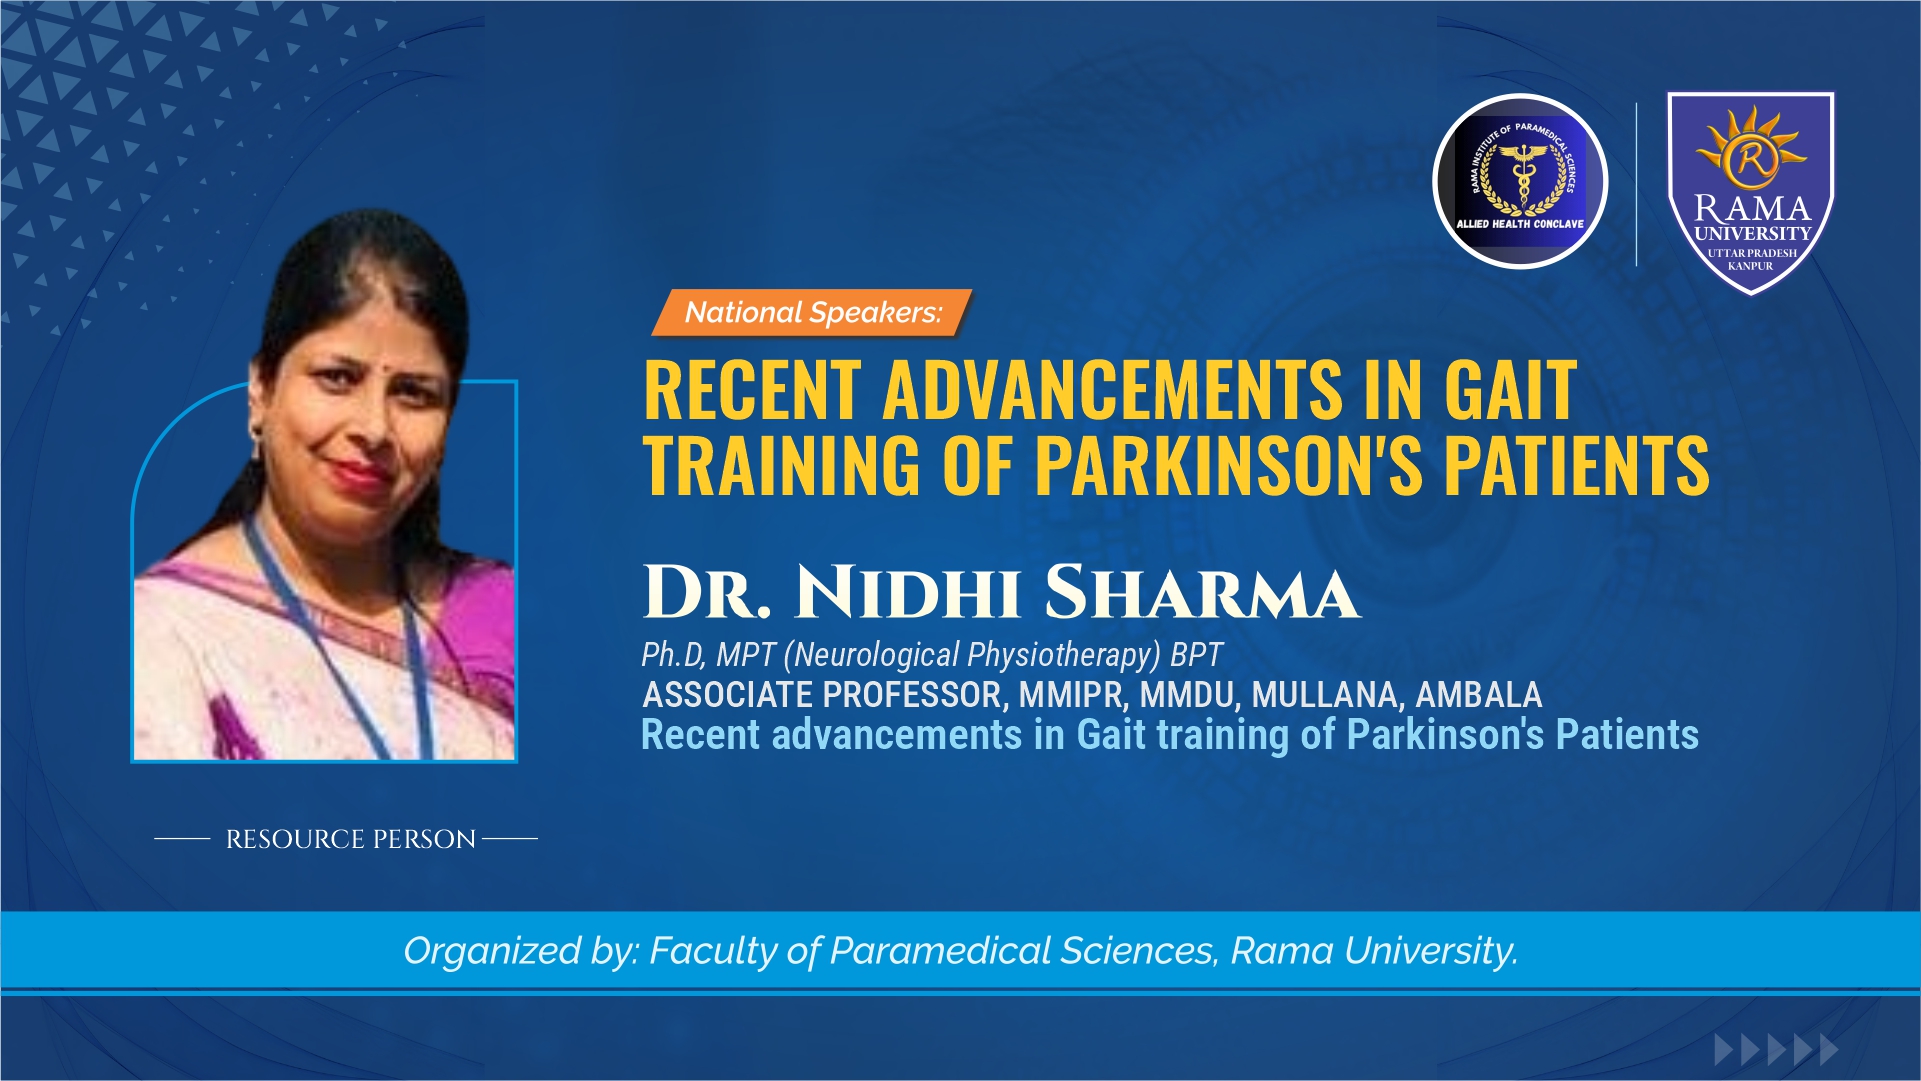 RAMA INSTITUTE OF PARAMEDICAL SCIENCES
ALLIED HEALTH CONCLAVE
R
RAMA
UNIVERSITY
UTTAR PRADESH
KANPUR
National Speakers:
RECENT ADVANCEMENTS IN GAIT
TRAINING OF PARKINSON'S PATIENTS
DR. NIDHI SHARMA
Ph.D, MPT (Neurological Physiotherapy) BPT
ASSOCIATE PROFESSOR, MMIPR, MMDU, MULLANA, AMBALA
Recent advancements in Gait training of Parkinson's Patients
RESOURCE PERSON
Organized by: Faculty of Paramedical Sciences, Rama University.